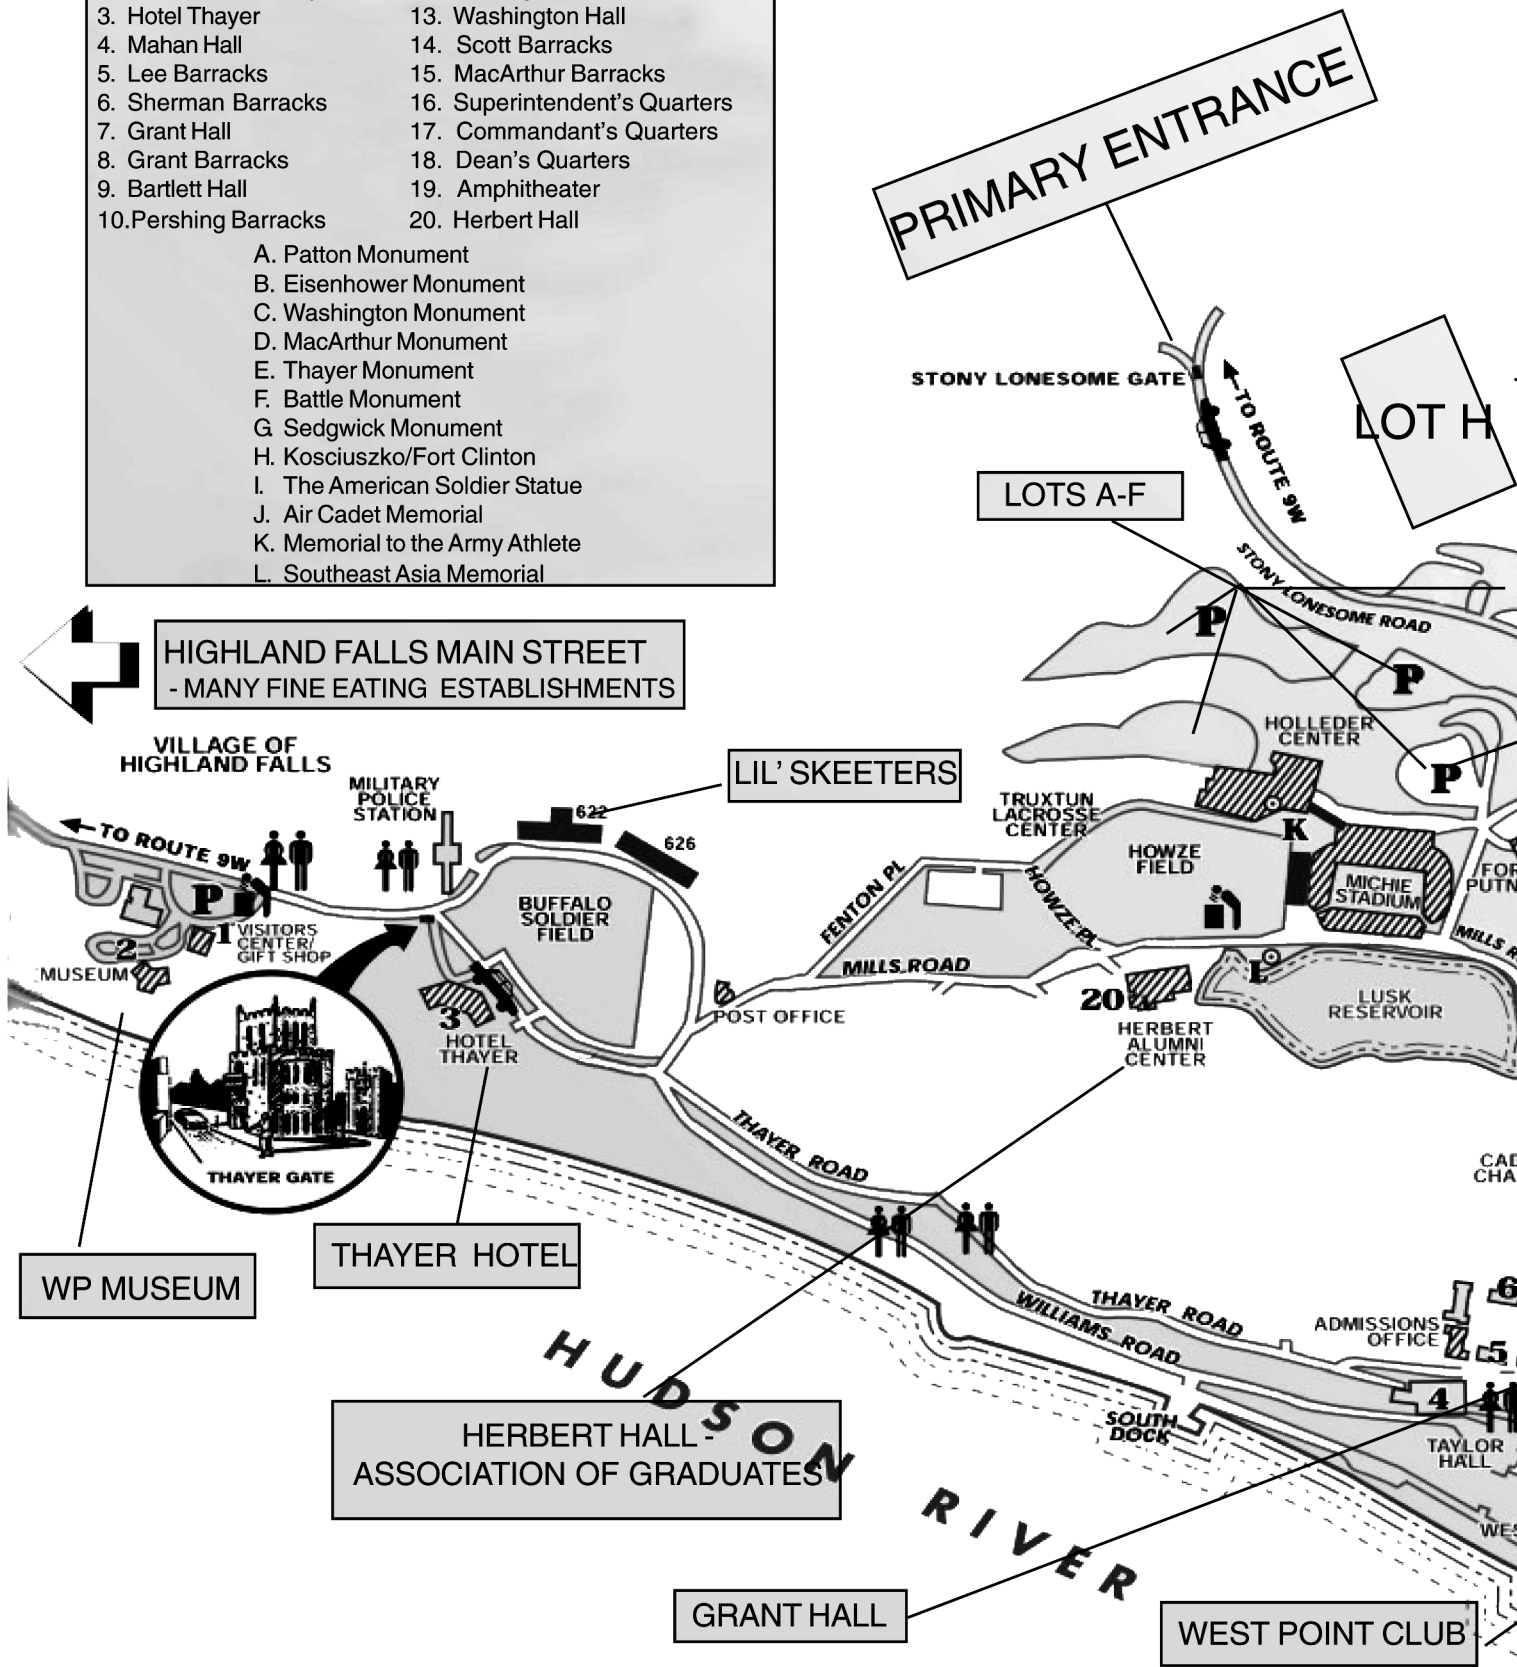 3. Hotel Thayer
4. Mahan Hall
5. Lee Barracks
6. Sherman Barracks
7. Grant Hall
8. Grant Barracks
9. Bartlett Hall
10.Pershing Barracks
13. Washington Hall
14. Scott Barracks
15. MacArthur Barracks
16. Superintendent's Quarters
17. Commandant's Quarters
18. Dean's Quarters
19. Amphitheater
20. Herbert Hall
A. Patton Monument
B. Eisenhower Monument
C. Washington Monument
D. MacArthur Monument
E. Thayer Monument
F. Battle Monument
G. Sedgwick Monument
H. Kosciuszko/Fort Clinton
I. The American Soldier Statue
J. Air Cadet Memorial
K. Memorial to the Army Athlete
L. Southeast Asia Memorial
PRIMARY ENTRANCE
STONY LONESOME GATE
TO ROUTE 9W
LOT H
LOTS A-F
STONY LONESOME ROAD
P
P
P
HIGHLAND FALLS MAIN STREET
- MANY FINE EATING ESTABLISHMENTS
VILLAGE OF
HIGHLAND FALLS
TO ROUTE 9W
MILITARY
POLICE
STATION
LIL' SKEETERS
622
626
HOLLEDER
CENTER
TRUXTUN
LACROSSE
CENTER
K
HOWZE
FIELD
MICHIE
STADIUM
FOR
PUTN
MILLS R
P
1
VISITORS
CENTER/
GIFT SHOP
2
MUSEUM
BUFFALO
SOLDIER
FIELD
FENTON PL
HOWZE PL
MILLS ROAD
L
LUSK
RESERVOIR
3
HOTEL
THAYER
POST OFFICE
20
HERBERT
ALUMNI
CENTER
THAYER GATE
THAYER ROAD
CAD
CHA
WP MUSEUM
THAYER HOTEL
THAYER ROAD
WILLIAMS ROAD
ADMISSIONS
OFFICE
6
5
4
SOUTH
DOCK
TAYLOR
HALL
WES
HUDSON RIVER
HERBERT HALL -
ASSOCIATION OF GRADUATES
GRANT HALL
WEST POINT CLUB